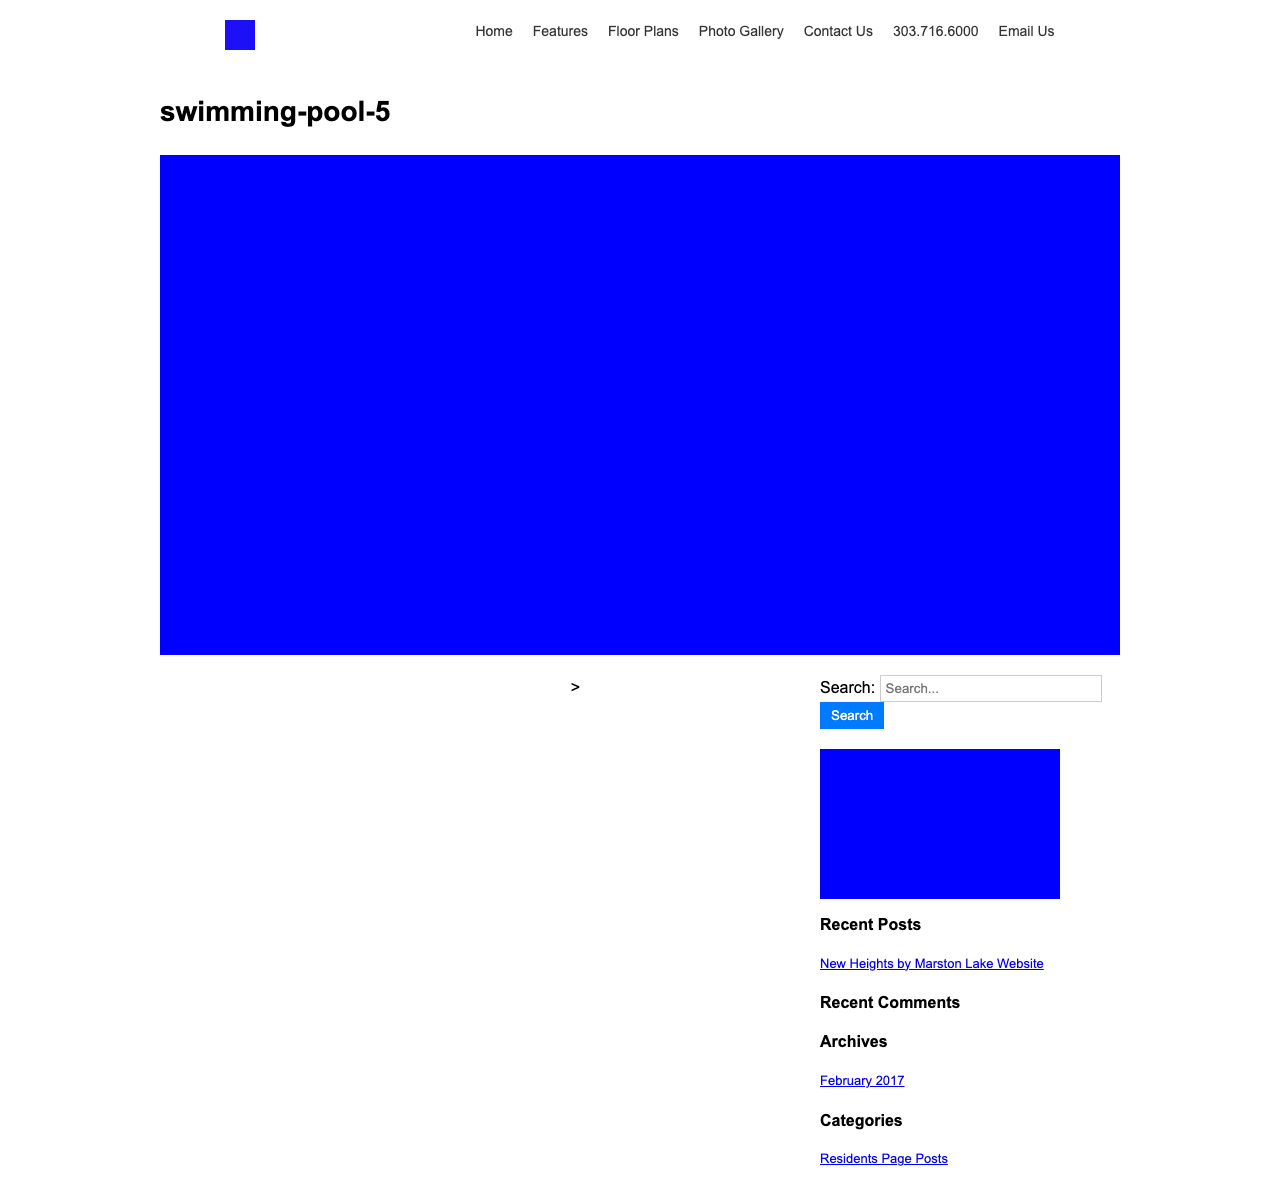 Home Features Floor Plans Photo Gallery Contact Us 303.716.6000 Email Us
swimming-pool-5
>
Search: Search...
Search
Recent Posts
New Heights by Marston Lake Website
Recent Comments
Archives
February 2017
Categories
Residents Page Posts